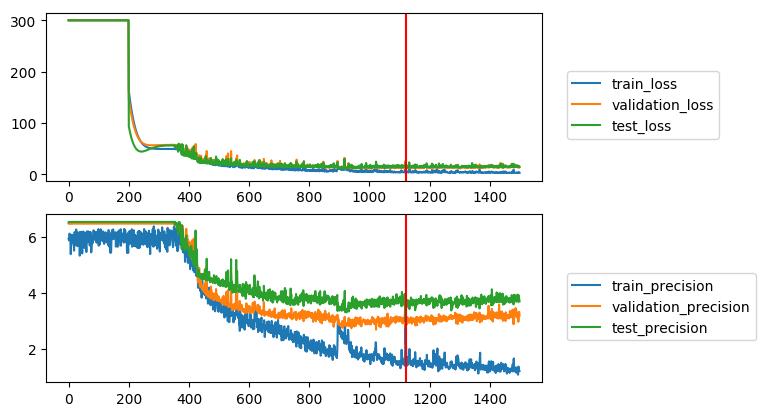 300
200
100
0
0 200 400 600 800 1000 1200 1400
train_loss
validation_loss
test_loss
6
4
2
0 200 400 600 800 1000 1200 1400
train_precision
validation_precision
test_precision